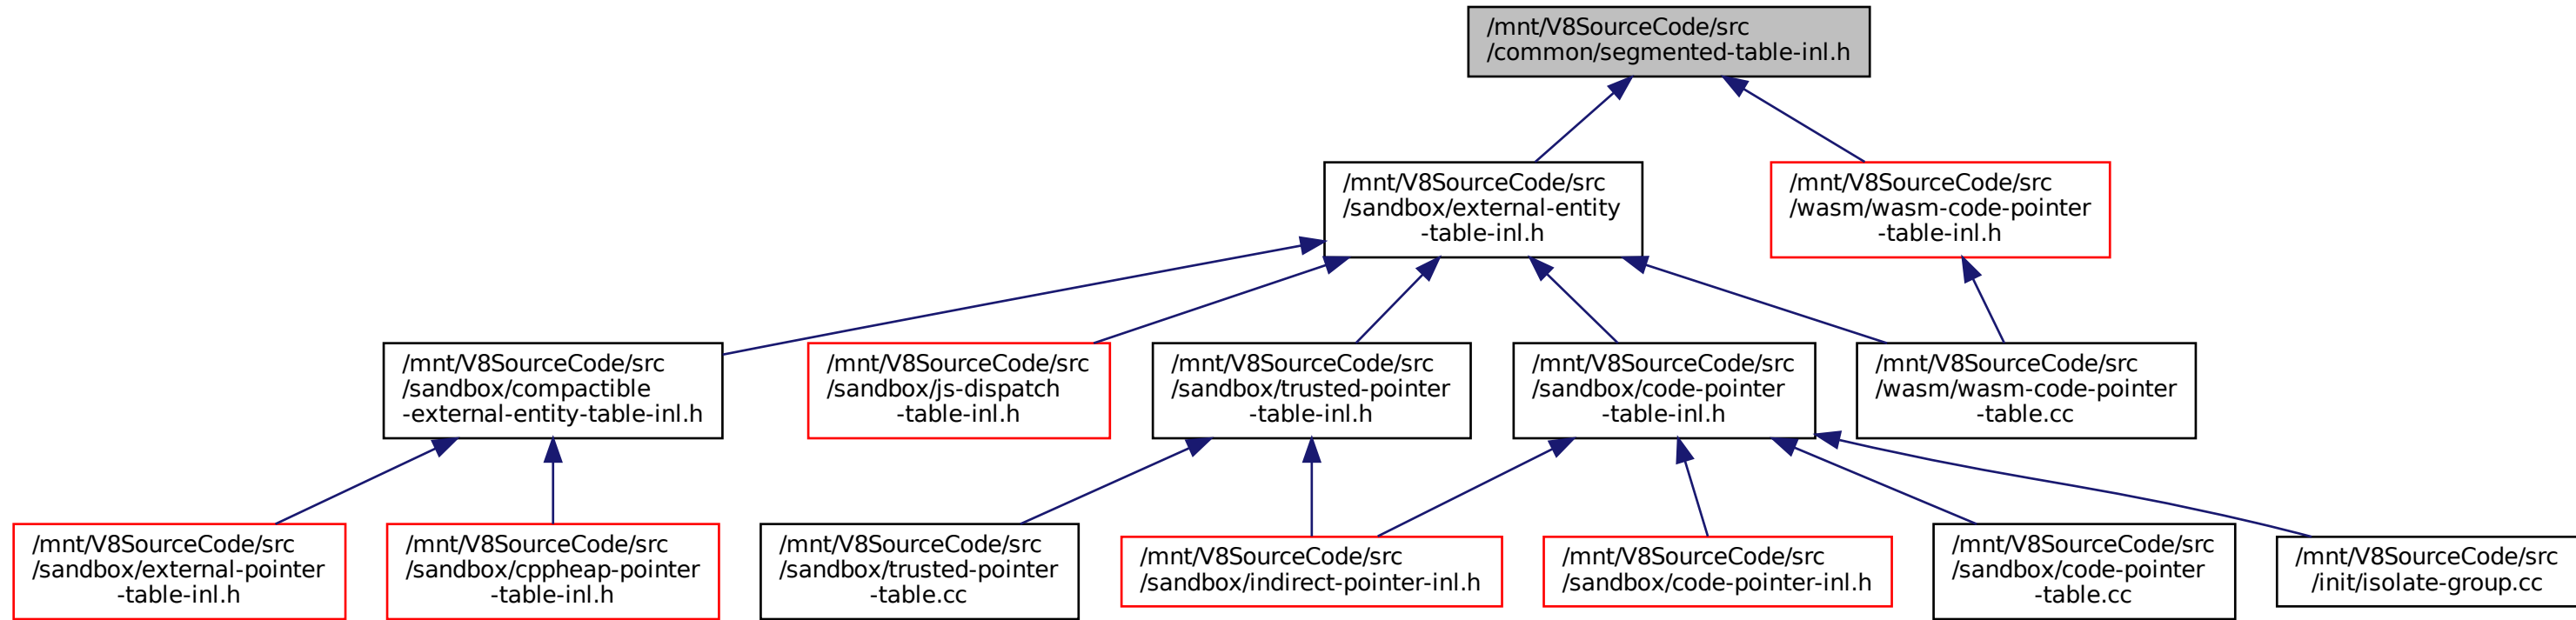 /mnt/V8SourceCode/src
/common/segmented-table-inl.h
/mnt/V8SourceCode/src
/sandbox/external-entity
-table-inl.h
/mnt/V8SourceCode/src
/wasm/wasm-code-pointer
-table-inl.h
/mnt/V8SourceCode/src
/sandbox/compactible
-external-entity-table-inl.h
/mnt/V8SourceCode/src
/sandbox/js-dispatch
-table-inl.h
/mnt/V8SourceCode/src
/sandbox/trusted-pointer
-table-inl.h
/mnt/V8SourceCode/src
/sandbox/code-pointer
-table-inl.h
/mnt/V8SourceCode/src
/wasm/wasm-code-pointer
-table.cc
/mnt/V8SourceCode/src
/sandbox/external-pointer
-table-inl.h
/mnt/V8SourceCode/src
/sandbox/cppheap-pointer
-table-inl.h
/mnt/V8SourceCode/src
/sandbox/trusted-pointer
-table.cc
/mnt/V8SourceCode/src
/sandbox/indirect-pointer-inl.h
/mnt/V8SourceCode/src
/sandbox/code-pointer-inl.h
/mnt/V8SourceCode/src
/sandbox/code-pointer
-table.cc
/mnt/V8SourceCode/src
/init/isolate-group.cc